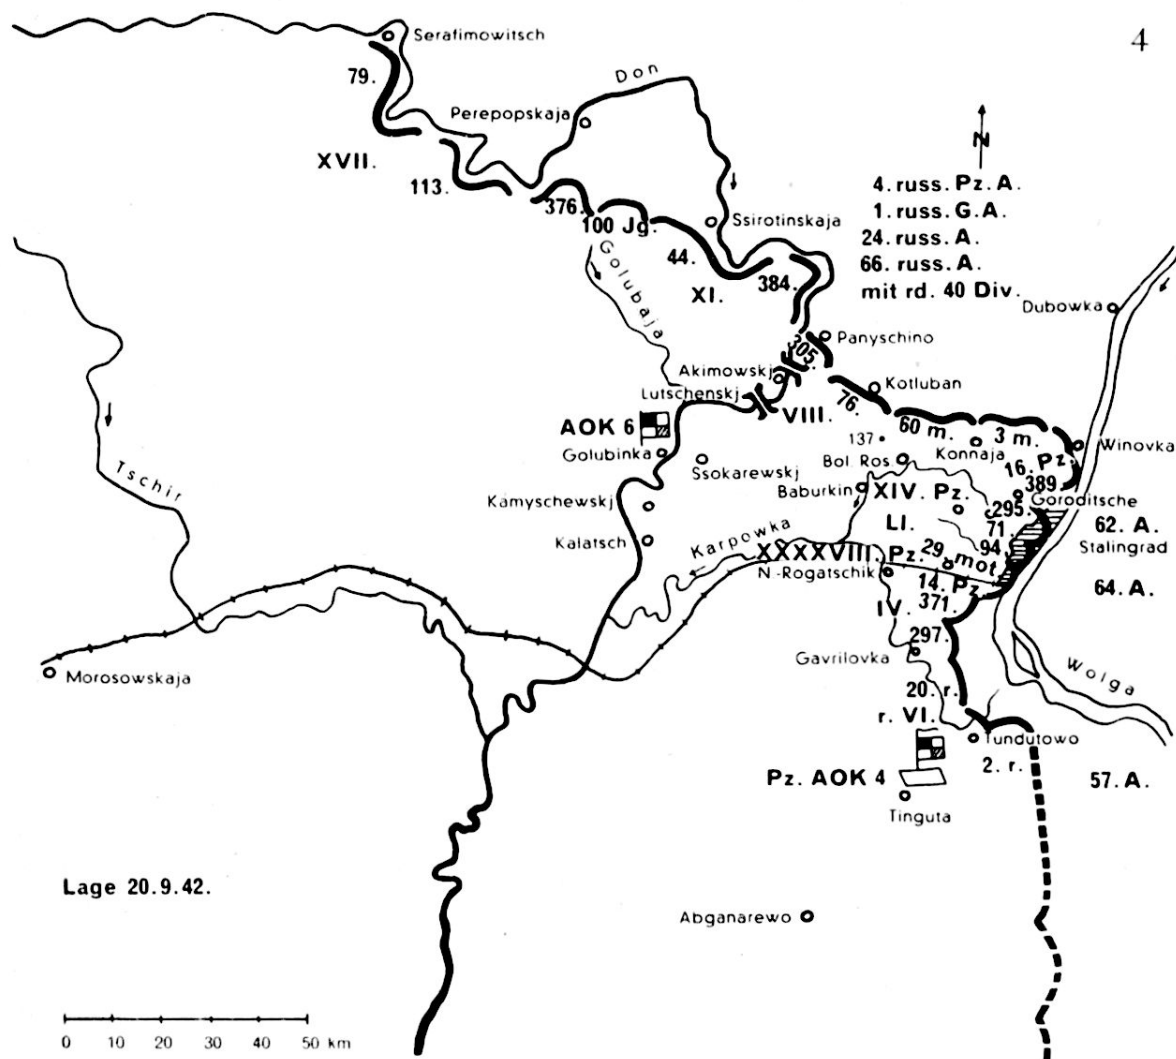 4
Serafimowitsch
79.
Don
Perepopskaja
N
XVII.
113.
376.
100 Jg.
Ssirotinskaja
4. russ. Pz. A.
1. russ. G.A.
24. russ. A.
66. russ. A.
mit rd. 40 Div.
44.
XI.
384.
Golubaja
Dubowka
Panyschino
305.
Akimowskj
Lutschenskj
Kotluban
VIII.
76.
AOK 6
60 m.
3 m.
137
Konnaja
Winovka
Golubinka
Ssokarewskj
Bol. Ros.
16. Pz.
Tschir
Kamyschewskj
Baburkin
XIV. Pz.
389.
Goroditsche
295.
Kalatsch
Karpowka
LI.
71.
62. A.
94.
Stalingrad
XXXXVIII. Pz.
29 mot
N.-Rogatschik
14. Pz.
64. A.
371.
IV.
297.
Gavrilovka
Morosowskaja
Wolga
20. r.
r. VI.
Tundutowo
2. r.
Pz. AOK 4
57. A.
Tinguta
Lage 20.9.42.
Abganarewo
0 10 20 30 40 50 km